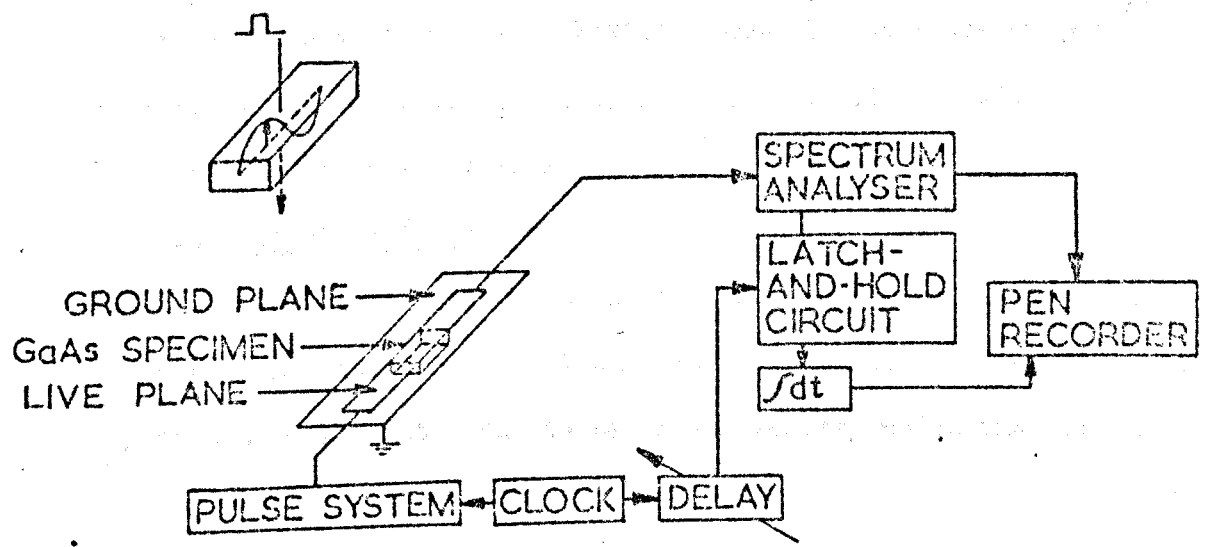 SPECTRUM
ANALYSER
LATCH-
AND-HOLD
CIRCUIT
GROUND PLANE
GaAs SPECIMEN
LIVE PLANE
PEN
RECORDER
∫dt
PULSE SYSTEM
CLOCK
DELAY